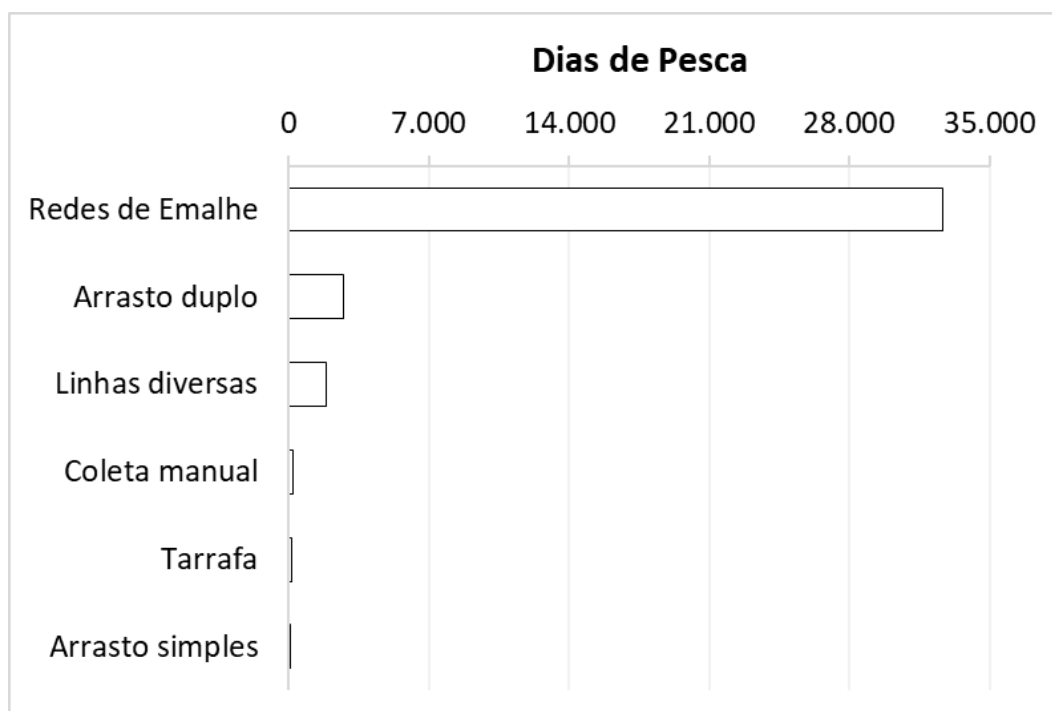 Dias de Pesca
0 7.000 14.000 21.000 28.000 35.000
Redes de Emalhe
Arrasto duplo
Linhas diversas
Coleta manual
Tarrafa
Arrasto simples